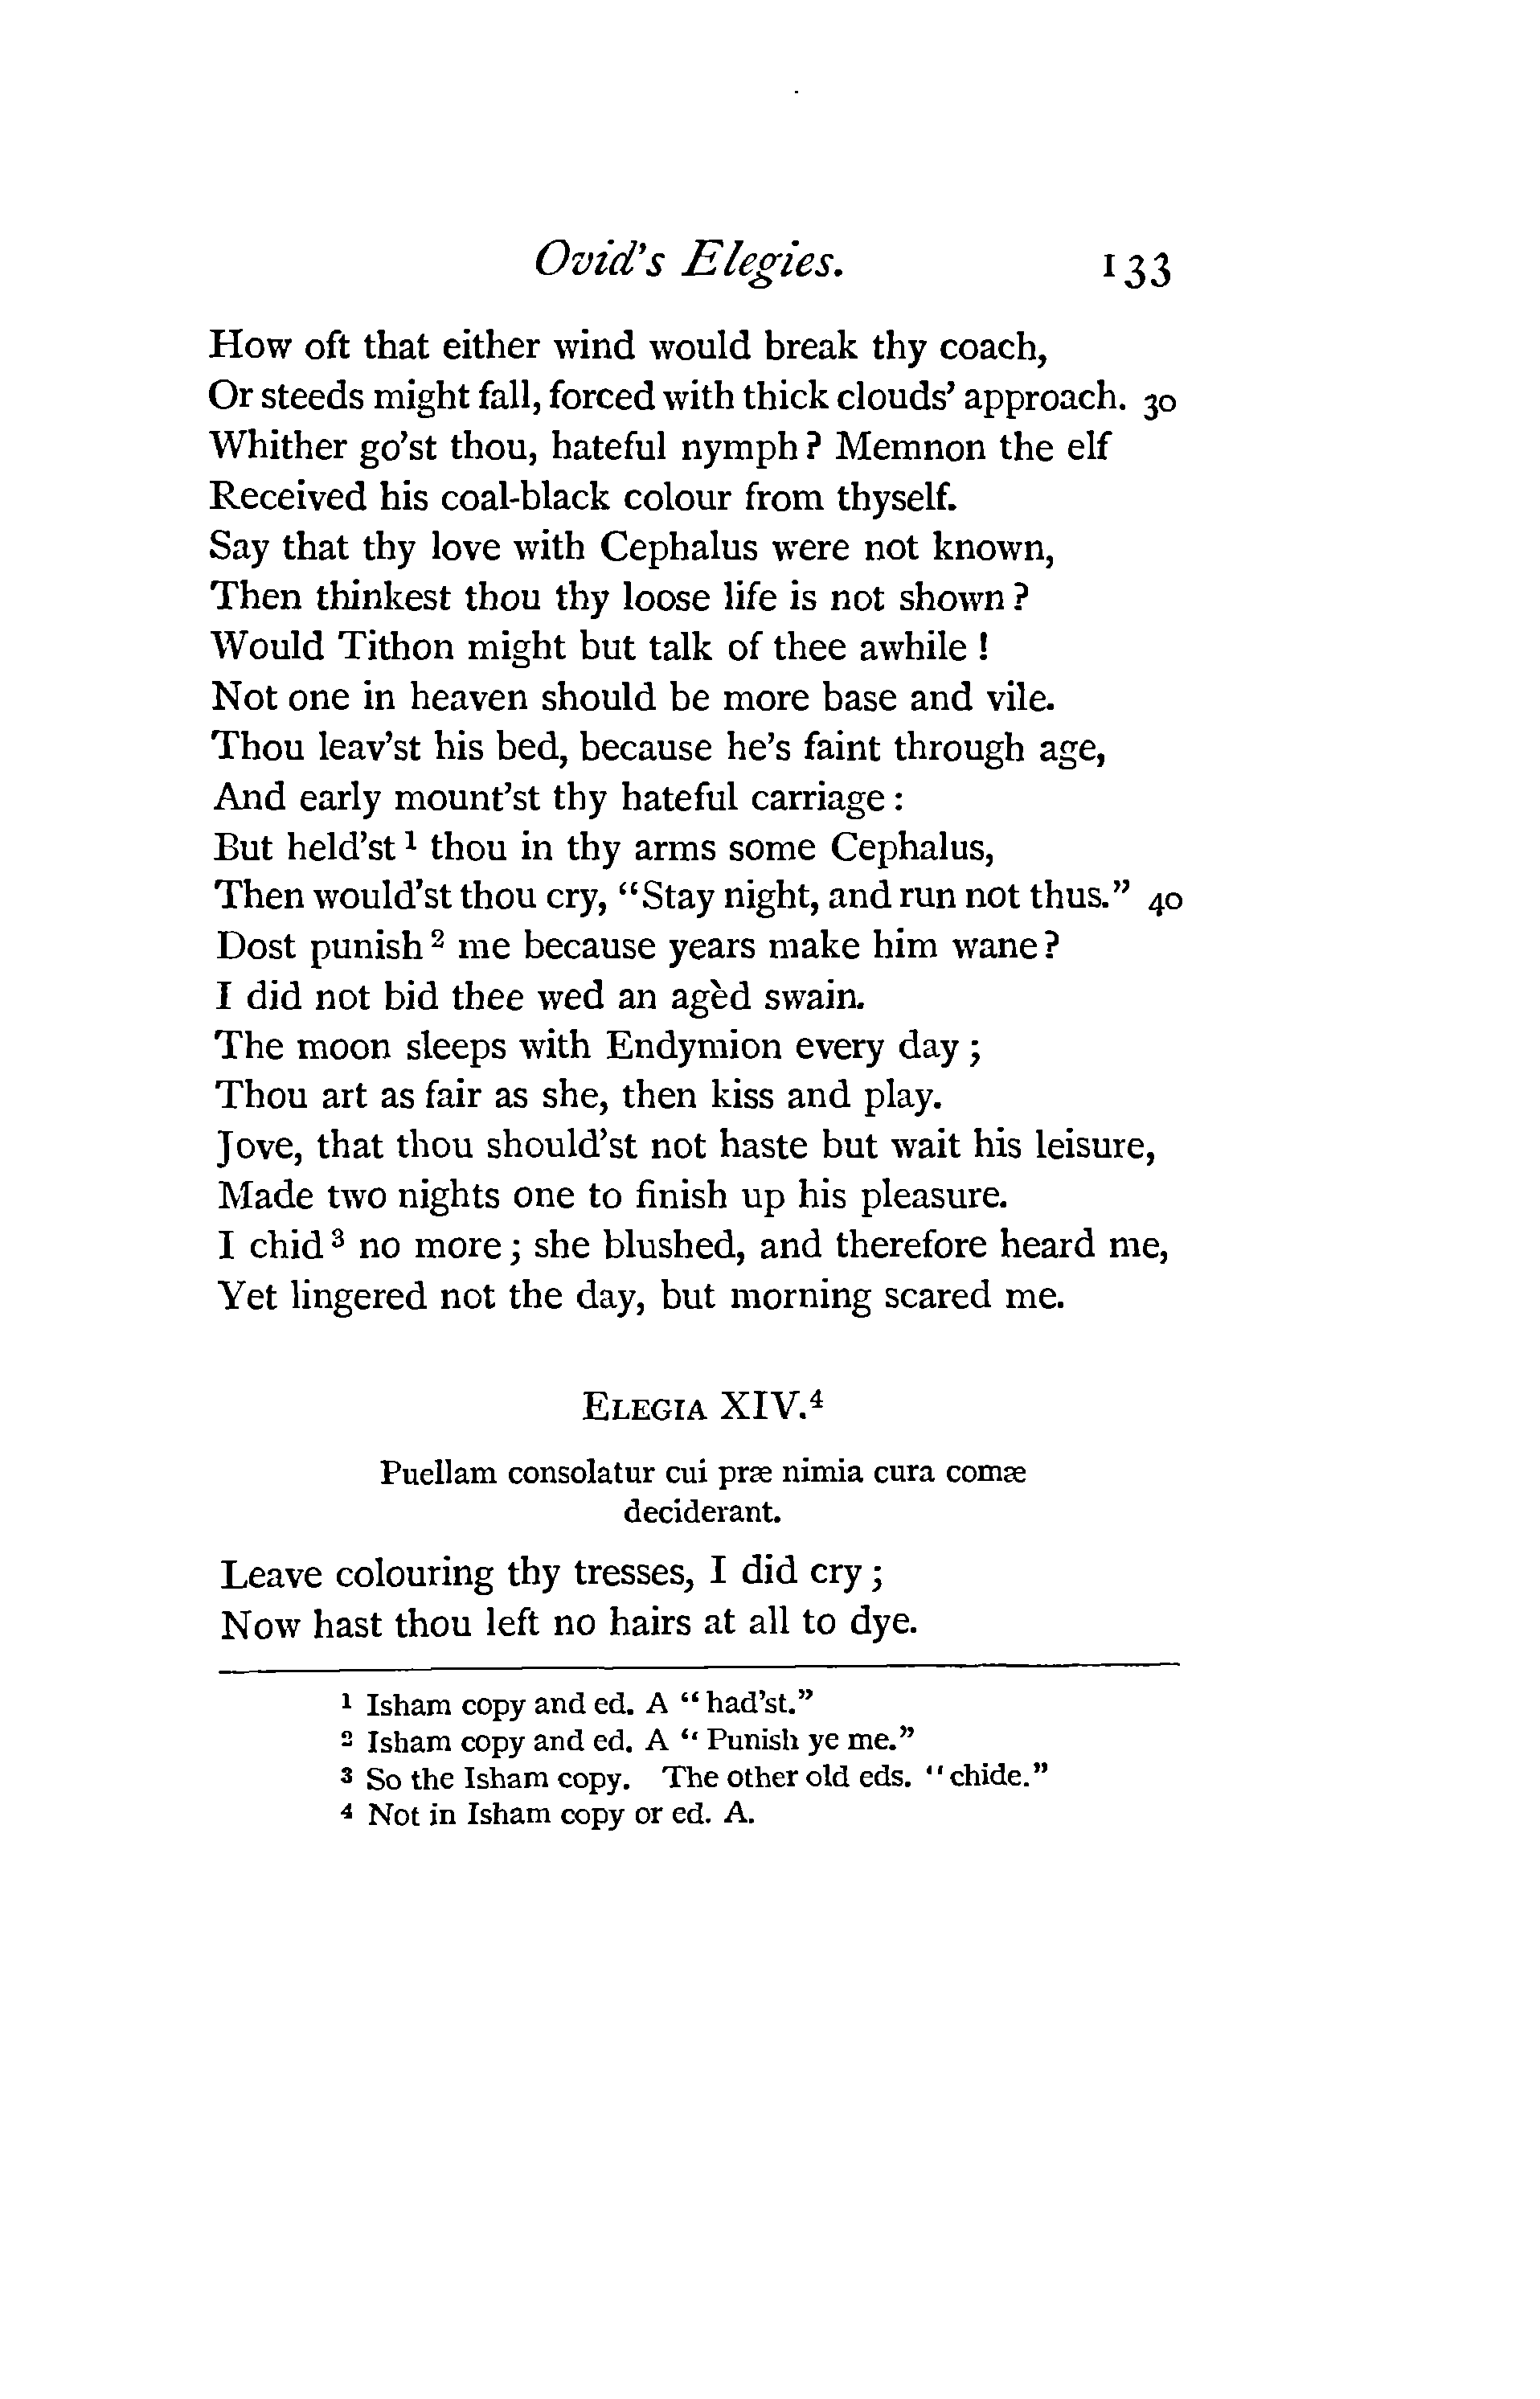 Ovid's Elegies. 133
How oft that either wind would break thy coach,
Or steeds might fall, forced with thick clouds' approach. 30
Whither go'st thou, hateful nymph? Memnon the elf
Received his coal-black colour from thyself.
Say that thy love with Cephalus were not known,
Then thinkest thou thy loose life is not shown?
Would Tithon might but talk of thee awhile!
Not one in heaven should be more base and vile.
Thou leav'st his bed, because he's faint through age,
And early mount'st thy hateful carriage:
But held'st¹ thou in thy arms some Cephalus,
Then would'st thou cry, "Stay night, and run not thus." 40
Dost punish² me because years make him wane?
I did not bid thee wed an agèd swain.
The moon sleeps with Endymion every day;
Thou art as fair as she, then kiss and play.
Jove, that thou should'st not haste but wait his leisure,
Made two nights one to finish up his pleasure.
I chid³ no more; she blushed, and therefore heard me,
Yet lingered not the day, but morning scared me.
ELEGIA XIV.⁴
Puellam consolatur cui præ nimia cura comæ
deciderant.
Leave colouring thy tresses, I did cry;
Now hast thou left no hairs at all to dye.
¹ Isham copy and ed. A "had'st."
² Isham copy and ed. A "Punish ye me."
³ So the Isham copy. The other old eds. "chide."
⁴ Not in Isham copy or ed. A.